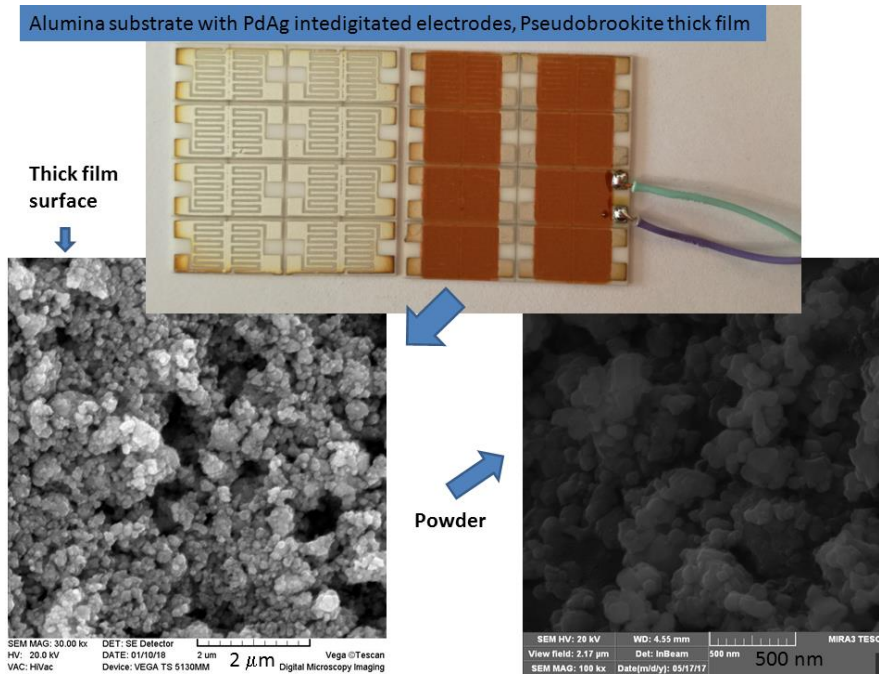 Alumina substrate with PdAg intedigitated electrodes, Pseudobrookite thick film
Thick film
surface
Powder
SEM MAG: 30.00 kx DET: SE Detector
HV: 20.0 kV DATE: 01/10/18 2 um Vega ©Tescan
VAC: HiVac Device: VEGA TS 5130MM 2 μm Digital Microscopy Imaging
SEM HV: 20 kV WD: 4.55 mm MIRA3 TESC
View field: 2.17 µm Det: InBeam 500 nm 500 nm
SEM MAG: 100 kx Date(m/d/y): 05/17/17